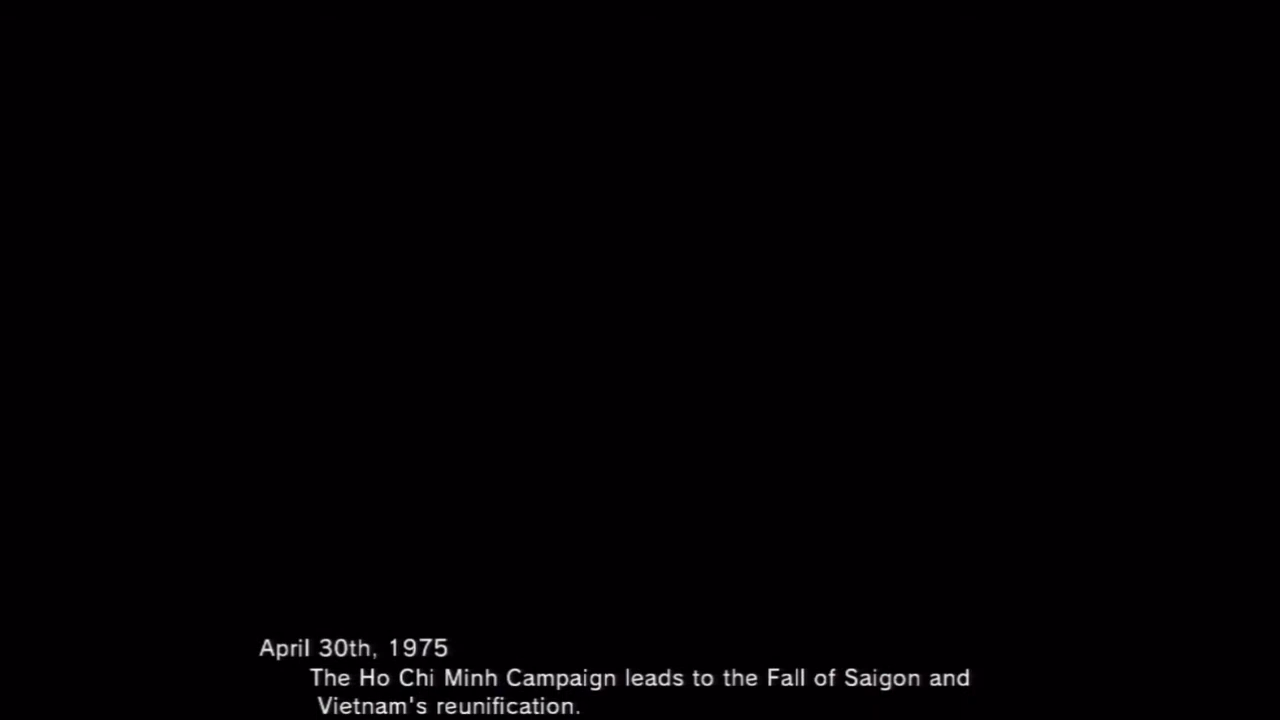 April 30th, 1975
The Ho Chi Minh Campaign leads to the Fall of Saigon and
Vietnam's reunification.